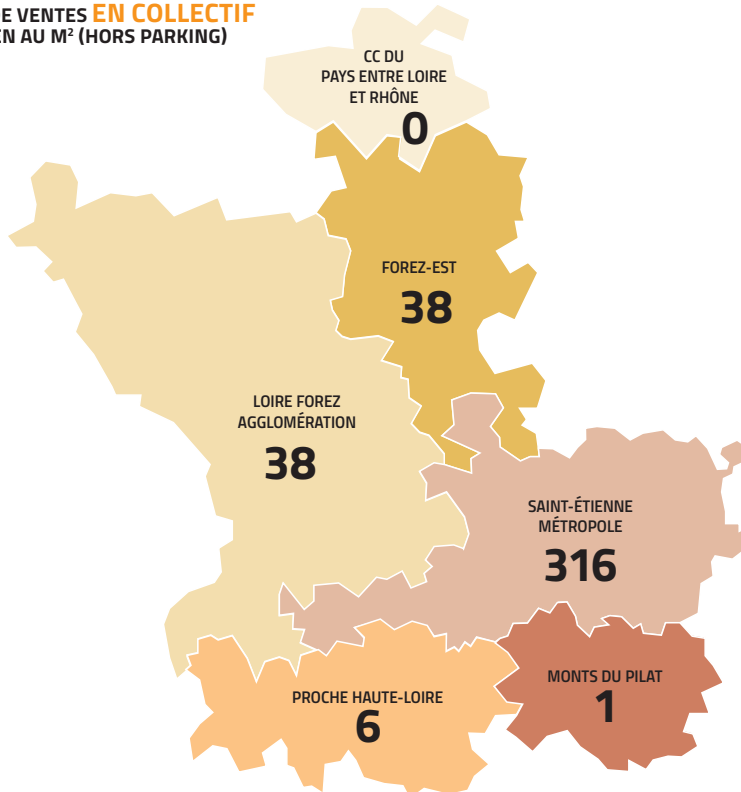 DE VENTES EN COLLECTIF
EN AU M² (HORS PARKING)
CC DU
PAYS ENTRE LOIRE
ET RHÔNE
0
FOREZ-EST
38
LOIRE FOREZ
AGGLOMÉRATION
38
SAINT-ÉTIENNE
MÉTROPOLE
316
MONTS DU PILAT
1
PROCHE HAUTE-LOIRE
6